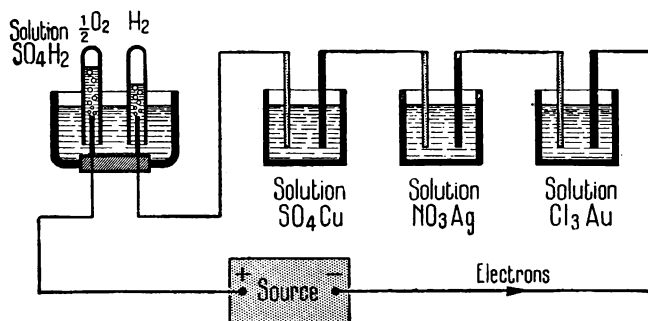 Solution
SO₄H₂
½O₂
H₂
Solution
SO₄Cu
Solution
NO₃Ag
Solution
Cl₃Au
+
Source
−
Electrons